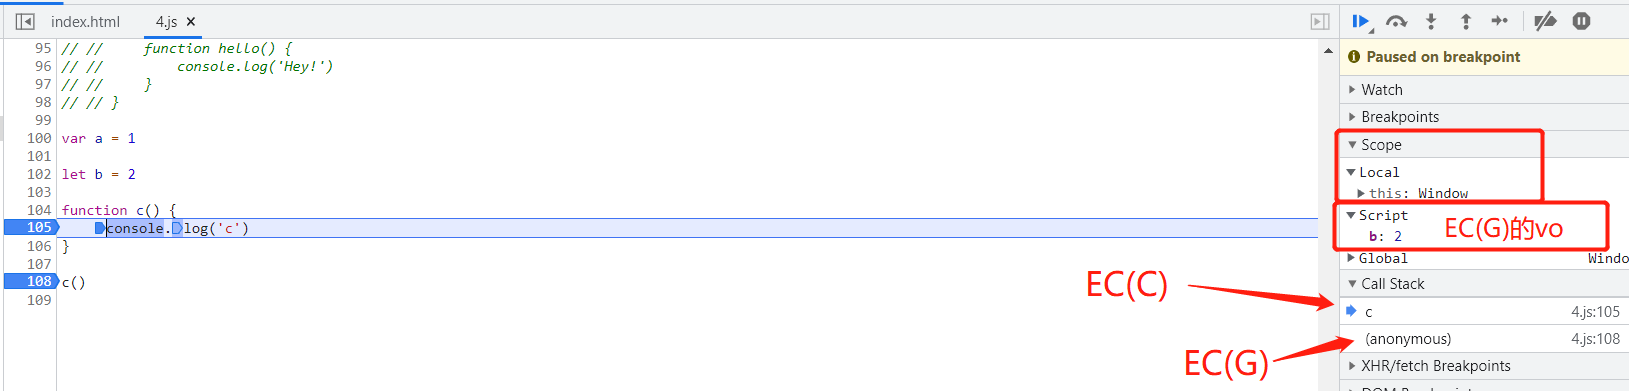 index.html 4.js ×
95 // //     function hello() {
96 // //         console.log('Hey!')
97 // //     }
98 // // }
99
100 var a = 1
101
102 let b = 2
103
104 function c() {
105     console.log('c')
106 }
107
108 c()
109
Paused on breakpoint
Watch
Breakpoints
Scope
Local
this: Window
Script
b: 2
EC(G)的vo
Global Windo
Call Stack
c 4.js:105
(anonymous) 4.js:108
XHR/fetch Breakpoints
EC(C)
EC(G)